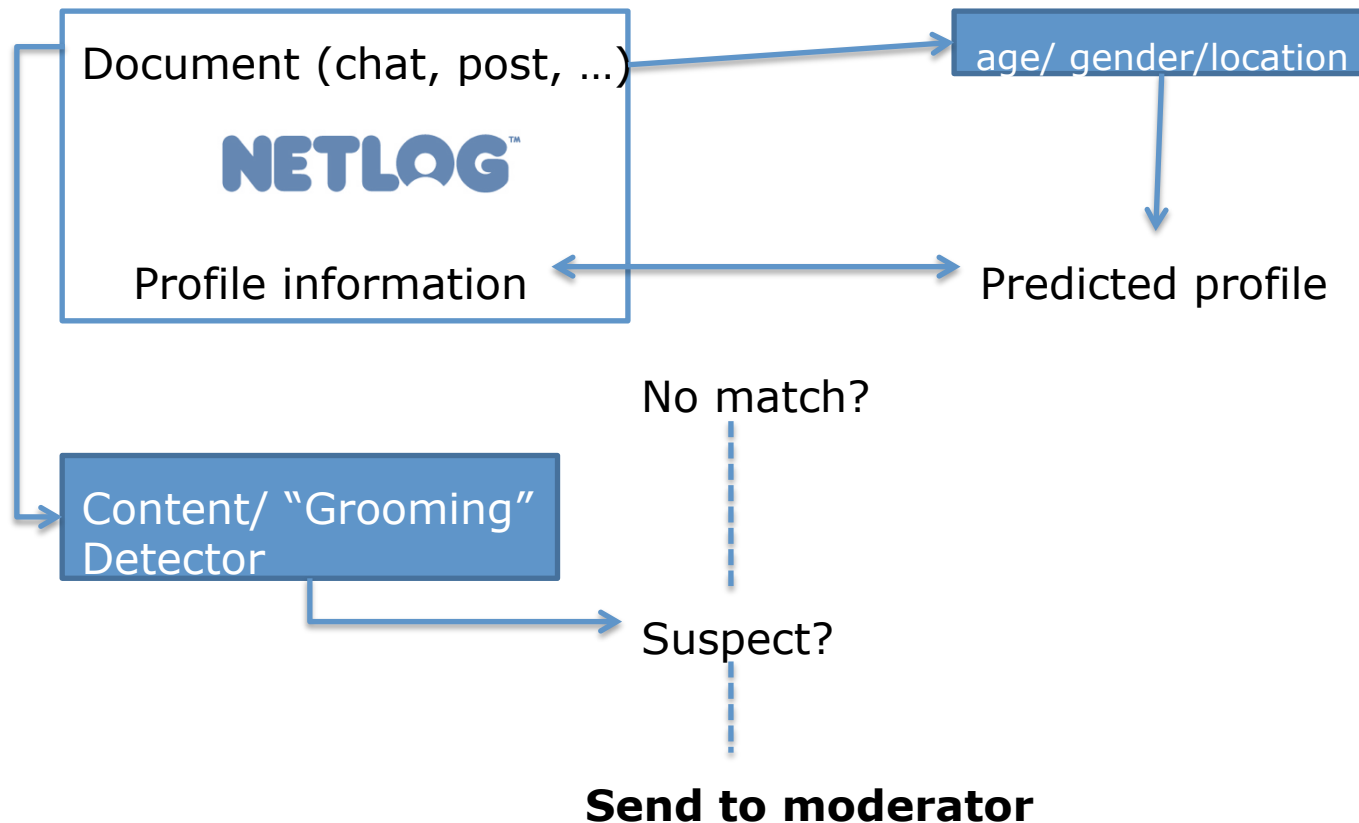 Document (chat, post, …)
age/ gender/location
NETLOG™
Profile information
Predicted profile
No match?
Content/ “Grooming”
Detector
Suspect?
Send to moderator